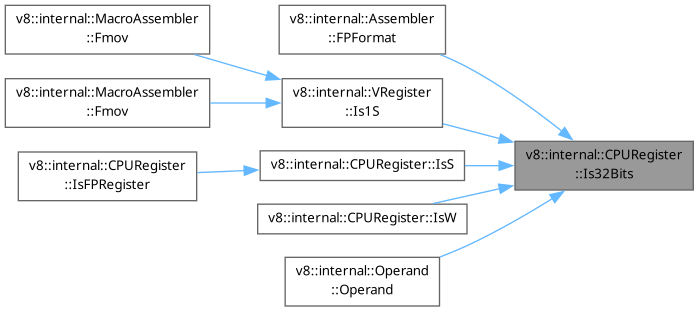 v8::internal::MacroAssembler
::Fmov
v8::internal::Assembler
::FPFormat
v8::internal::MacroAssembler
::Fmov
v8::internal::VRegister
::Is1S
v8::internal::CPURegister
::Is32Bits
v8::internal::CPURegister
::IsFPRegister
v8::internal::CPURegister::IsS
v8::internal::CPURegister::IsW
v8::internal::Operand
::Operand